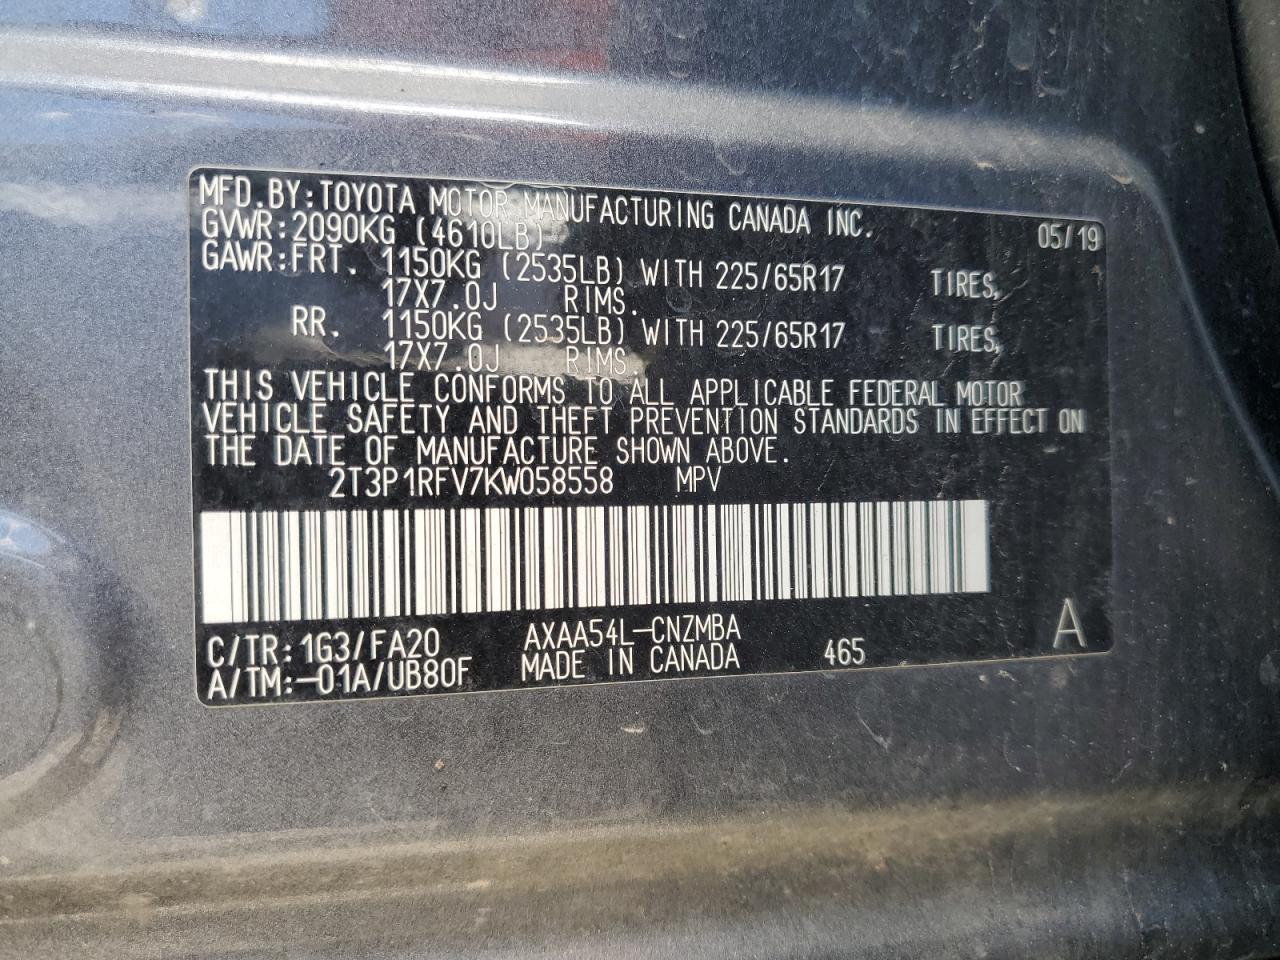 MFD.BY:TOYOTA MOTOR MANUFACTURING CANADA INC. 05/19
GVWR:2090KG (4610LB)
GAWR:FRT. 1150KG (2535LB) WITH 225/65R17 TIRES,
17X7.0J RIMS.
RR. 1150KG (2535LB) WITH 225/65R17 TIRES,
17X7.0J RIMS.
THIS VEHICLE CONFORMS TO ALL APPLICABLE FEDERAL MOTOR
VEHICLE SAFETY AND THEFT PREVENTION STANDARDS IN EFFECT ON
THE DATE OF MANUFACTURE SHOWN ABOVE.
2T3P1RFV7KW058558 MPV
C/TR:1G3/FA20 AXAA54L-CNZMBA
A/TM:-01A/UB80F MADE IN CANADA 465 A